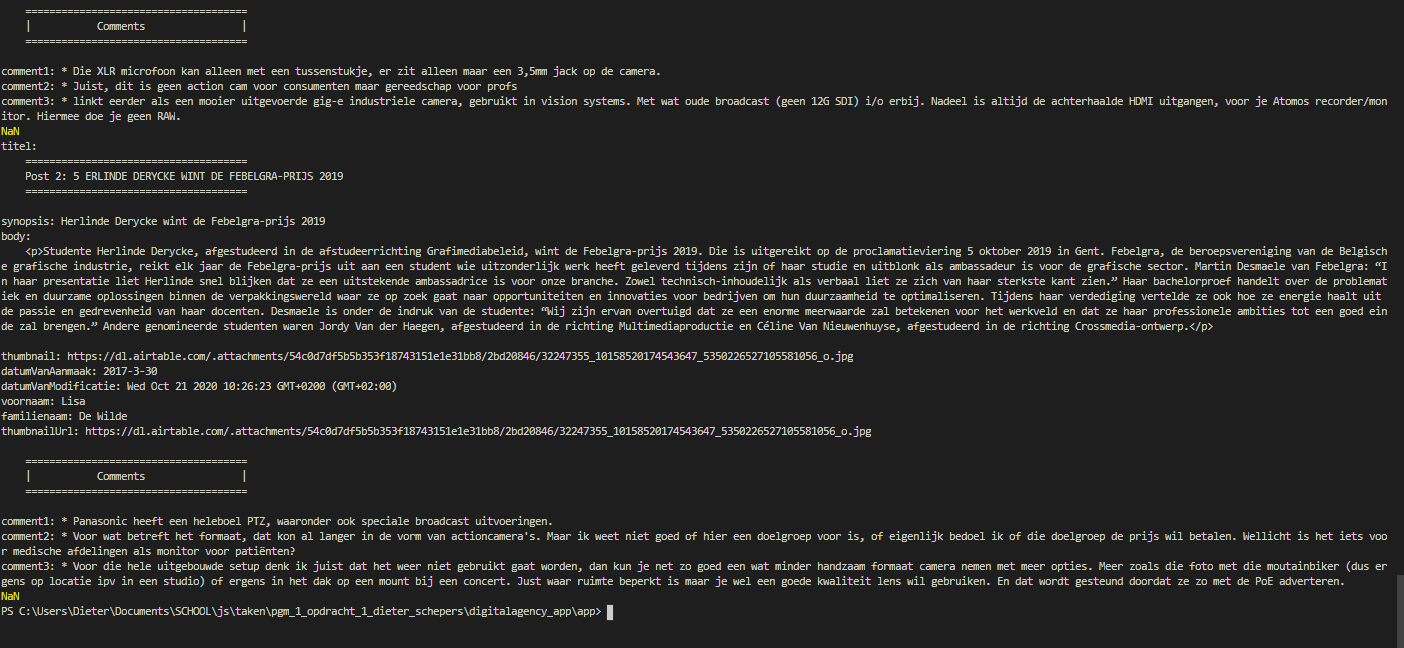 =====================================
|           Comments                |
=====================================
comment1: * Die XLR microfoon kan alleen met een tussenstukje, er zit alleen maar een 3,5mm jack op de camera.
comment2: * Juist, dit is geen action cam voor consumenten maar gereedschap voor profs
comment3: * linkt eerder als een mooier uitgevoerde gig-e industriele camera, gebruikt in vision systems. Met wat oude broadcast (geen 12G SDI) i/o erbij. Nadeel is altijd de achterhaalde HDMI uitgangen, voor je Atomos recorder/mon
itor. Hiermee doe je geen RAW.
NaN
titel:
=====================================
Post 2: 5 ERLINDE DERYCKE WINT DE FEBELGRA-PRIJS 2019
=====================================
synopsis: Herlinde Derycke wint de Febelgra-prijs 2019
body:
<p>Studente Herlinde Derycke, afgestudeerd in de afstudeerrichting Grafimediabeleid, wint de Febelgra-prijs 2019. Die is uitgereikt op de proclamatieviering 5 oktober 2019 in Gent. Febelgra, de beroepsvereniging van de Belgisch
e grafische industrie, reikt elk jaar de Febelgra-prijs uit aan een student wie uitzonderlijk werk heeft geleverd tijdens zijn of haar studie en uitblonk als ambassadeur is voor de grafische sector. Martin Desmaele van Febelgra: “I
n haar presentatie liet Herlinde snel blijken dat ze een uitstekende ambassadrice is voor onze branche. Zowel technisch-inhoudelijk als verbaal liet ze zich van haar sterkste kant zien.” Haar bachelorproef handelt over de problemat
iek en duurzame oplossingen binnen de verpakkingswereld waar ze op zoek gaat naar opportuniteiten en innovaties voor bedrijven om hun duurzaamheid te optimaliseren. Tijdens haar verdediging vertelde ze ook hoe ze energie haalt uit
de passie en gedrevenheid van haar docenten. Desmaele is onder de indruk van de studente: “Wij zijn ervan overtuigd dat ze een enorme meerwaarde zal betekenen voor het werkveld en dat ze haar professionele ambities tot een goed ein
de zal brengen.” Andere genomineerde studenten waren Jordy Van der Haegen, afgestudeerd in de richting Multimediaproductie en Céline Van Nieuwenhuyse, afgestudeerd in de richting Crossmedia-ontwerp.</p>
thumbnail: https://dl.airtable.com/.attachments/54c0d7df5b5b353f18743151e1e31bb8/2bd20846/32247355_10158520174543647_5350226527105581056_o.jpg
datumVanAanmaak: 2017-3-30
datumVanModificatie: Wed Oct 21 2020 10:26:23 GMT+0200 (GMT+02:00)
voornaam: Lisa
familienaam: De Wilde
thumbnailUrl: https://dl.airtable.com/.attachments/54c0d7df5b5b353f18743151e1e31bb8/2bd20846/32247355_10158520174543647_5350226527105581056_o.jpg
=====================================
|           Comments                |
=====================================
comment1: * Panasonic heeft een heleboel PTZ, waaronder ook speciale broadcast uitvoeringen.
comment2: * Voor wat betreft het formaat, dat kon al langer in de vorm van actioncamera's. Maar ik weet niet goed of hier een doelgroep voor is, of eigenlijk bedoel ik of die doelgroep de prijs wil betalen. Wellicht is het iets voo
r medische afdelingen als monitor voor patiënten?
comment3: * Voor die hele uitgebouwde setup denk ik juist dat het weer niet gebruikt gaat worden, dan kun je net zo goed een wat minder handzaam formaat camera nemen met meer opties. Meer zoals die foto met die moutainbiker (dus er
gens op locatie ipv in een studio) of ergens in het dak op een mount bij een concert. Just waar ruimte beperkt is maar je wel een goede kwaliteit lens wil gebruiken. En dat wordt gesteund doordat ze zo met de PoE adverteren.
NaN
PS C:\Users\Dieter\Documents\SCHOOL\js\taken\pgm_1_opdracht_1_dieter_schepers\digitalagency_app\app>